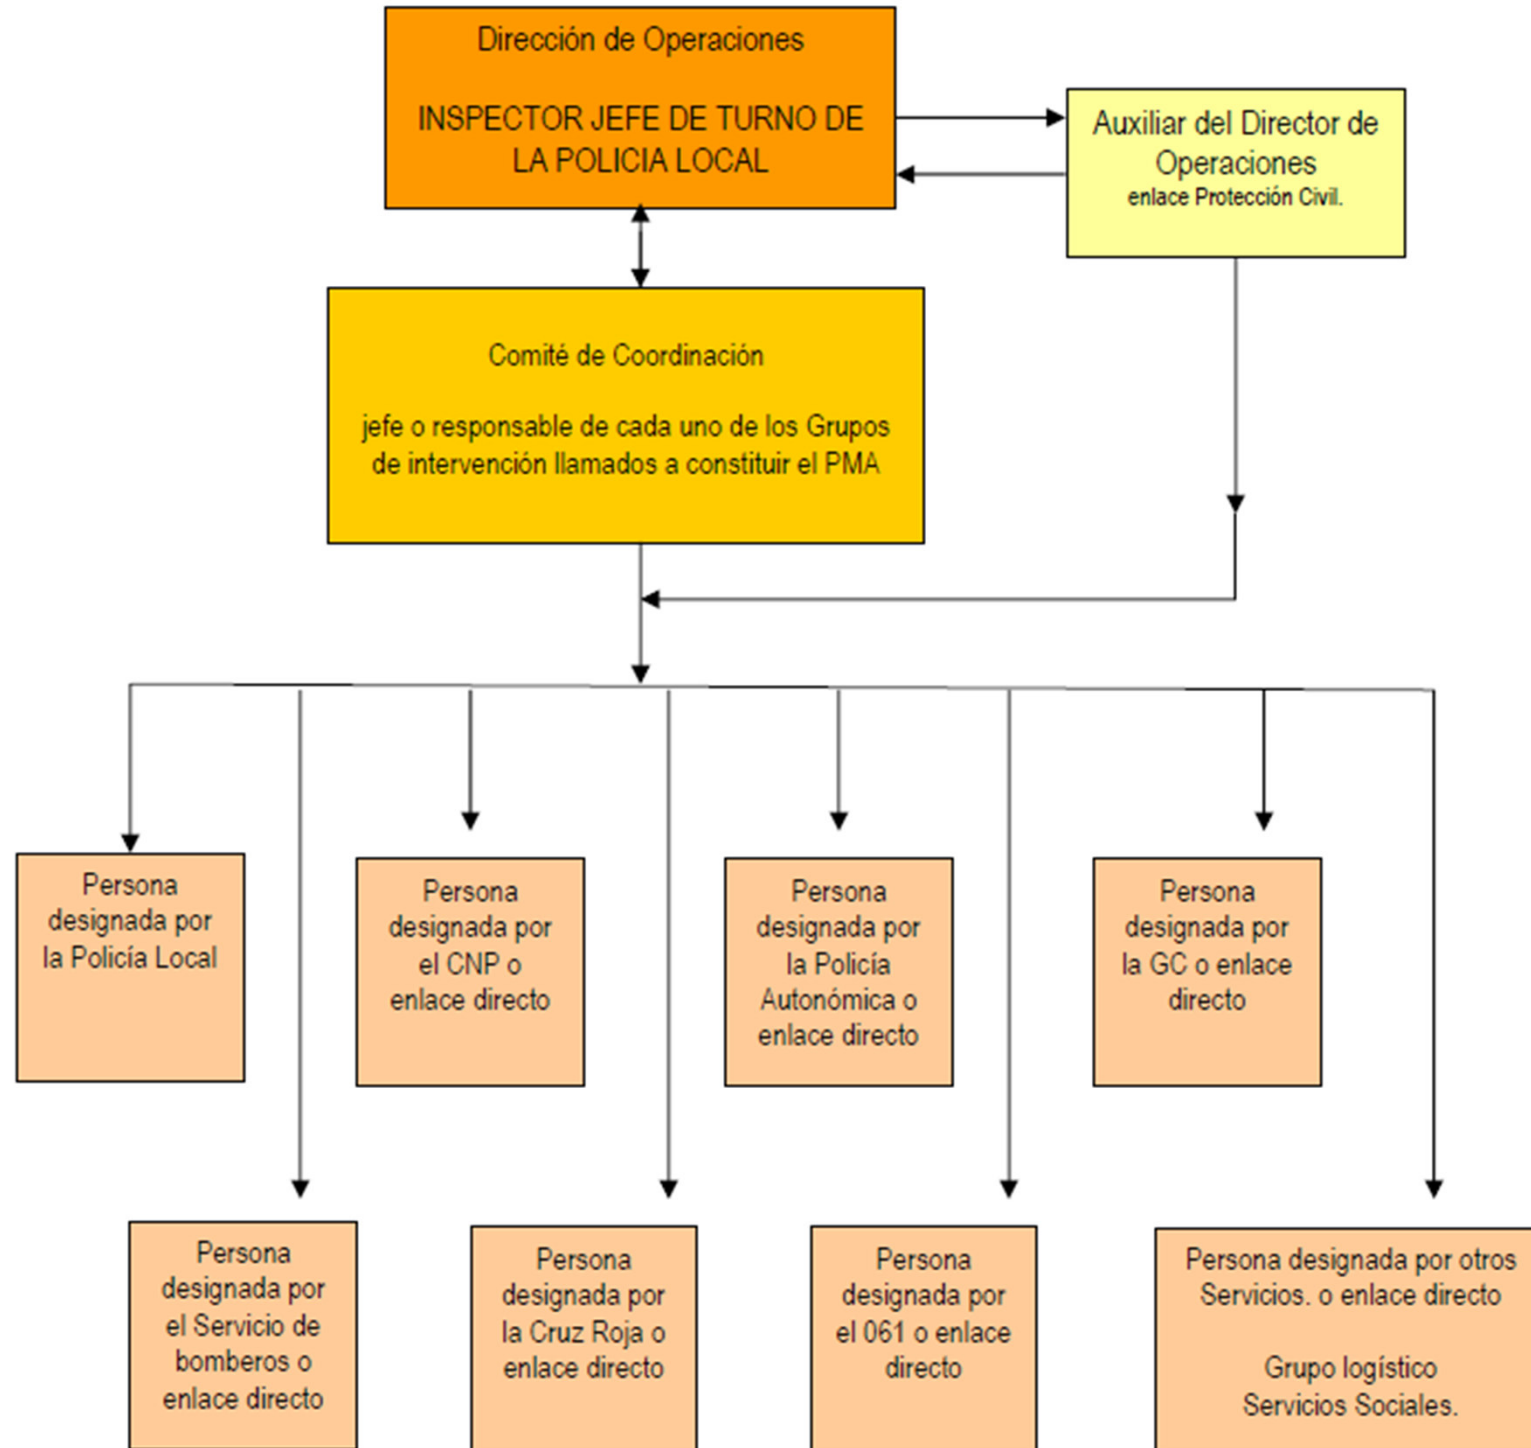 Dirección de Operaciones
INSPECTOR JEFE DE TURNO DE
LA POLICIA LOCAL
Auxiliar del Director de
Operaciones
enlace Protección Civil.
Comité de Coordinación
jefe o responsable de cada uno de los Grupos
de intervención llamados a constituir el PMA
Persona
designada por
la Policía Local
Persona
designada por
el CNP o
enlace directo
Persona
designada por
la Policía
Autonómica o
enlace directo
Persona
designada por
la GC o enlace
directo
Persona
designada por
el Servicio de
bomberos o
enlace directo
Persona
designada por
la Cruz Roja o
enlace directo
Persona
designada por
el 061 o enlace
directo
Persona designada por otros
Servicios. o enlace directo
Grupo logístico
Servicios Sociales.